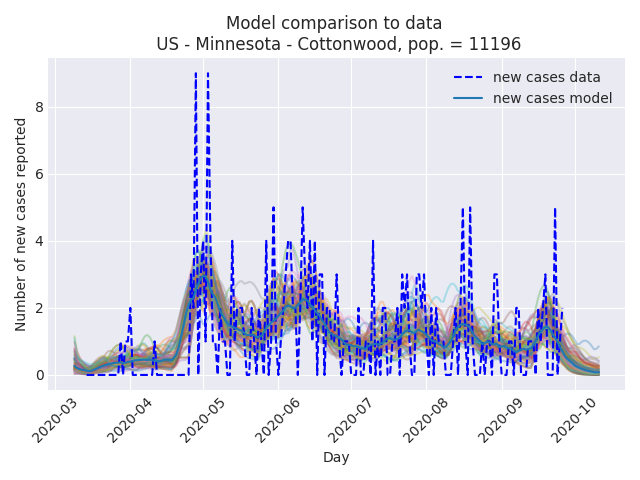 Model comparison to data
US - Minnesota - Cottonwood, pop. = 11196
new cases data
new cases model
Number of new cases reported
8
6
4
2
0
2020-03
2020-04
2020-05
2020-06
2020-07
2020-08
2020-09
2020-10
Day